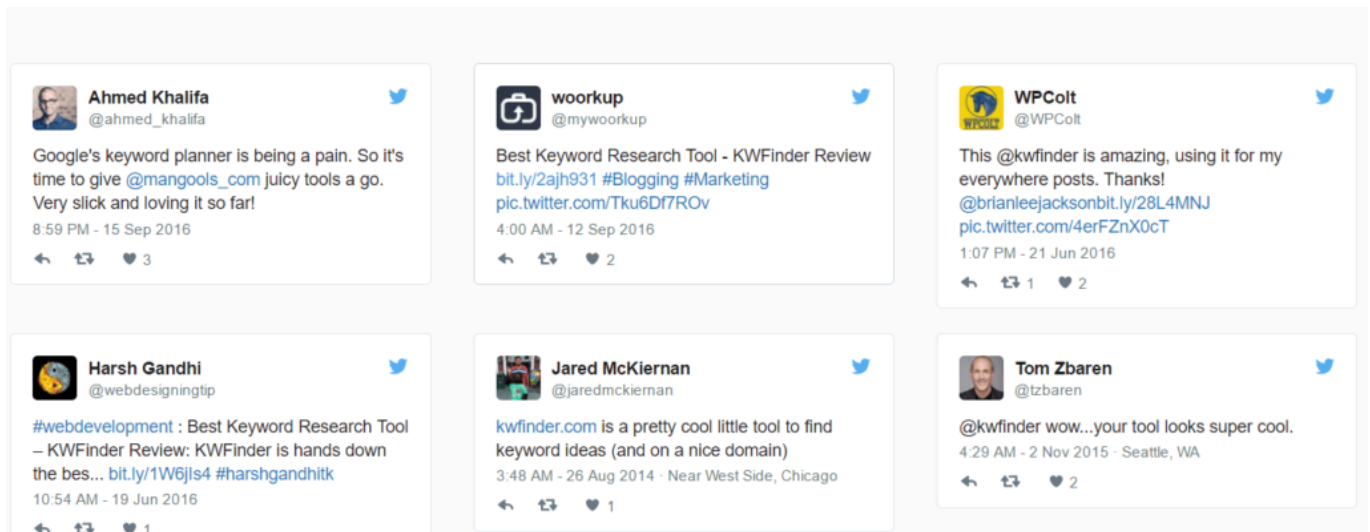 Ahmed Khalifa
@ahmed_khalifa
Google's keyword planner is being a pain. So it's
time to give @mangools_com juicy tools a go.
Very slick and loving it so far!
8:59 PM - 15 Sep 2016
3
woorkup
@mywoorkup
Best Keyword Research Tool - KWFinder Review
bit.ly/2ajh931 #Blogging #Marketing
pic.twitter.com/Tku6Df7ROv
4:00 AM - 12 Sep 2016
2
WPCOLT
WPColt
@WPColt
This @kwfinder is amazing, using it for my
everywhere posts. Thanks!
@brianleejacksonbit.ly/28L4MNJ
pic.twitter.com/4erFZnX0cT
1:07 PM - 21 Jun 2016
1 2
Harsh Gandhi
@webdesigningtip
#webdevelopment : Best Keyword Research Tool
– KWFinder Review: KWFinder is hands down
the bes... bit.ly/1W6jIs4 #harshgandhitk
10:54 AM - 19 Jun 2016
1
Jared McKiernan
@jaredmckiernan
kwfinder.com is a pretty cool little tool to find
keyword ideas (and on a nice domain)
3:48 AM - 26 Aug 2014 · Near West Side, Chicago
1
Tom Zbaren
@tzbaren
@kwfinder wow...your tool looks super cool.
4:29 AM - 2 Nov 2015 · Seattle, WA
2